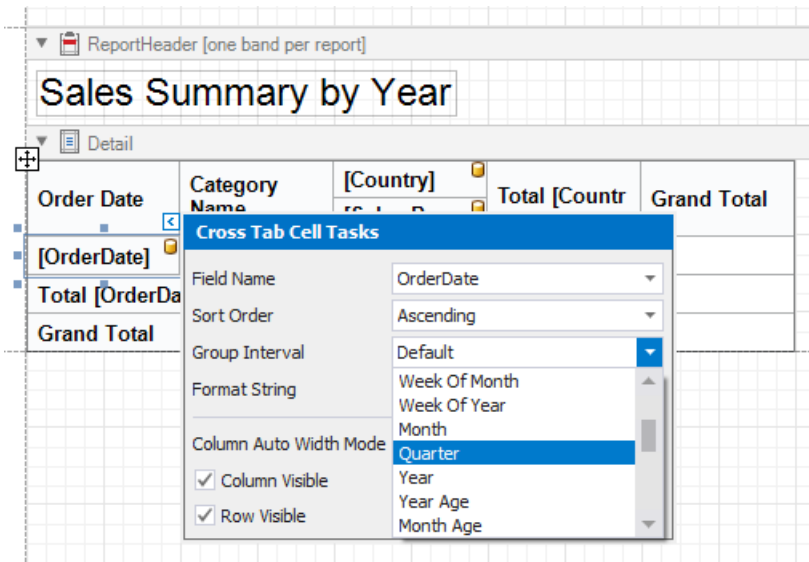 ReportHeader [one band per report]
Sales Summary by Year
Detail
Order Date
Category
Name
[Country]
Total [Countr
Grand Total
[OrderDate]
Total [OrderDa
Grand Total
Cross Tab Cell Tasks
Field Name OrderDate
Sort Order Ascending
Group Interval Default
Format String
Column Auto Width Mode
Column Visible
Row Visible
Week Of Month
Week Of Year
Month
Quarter
Year
Year Age
Month Age